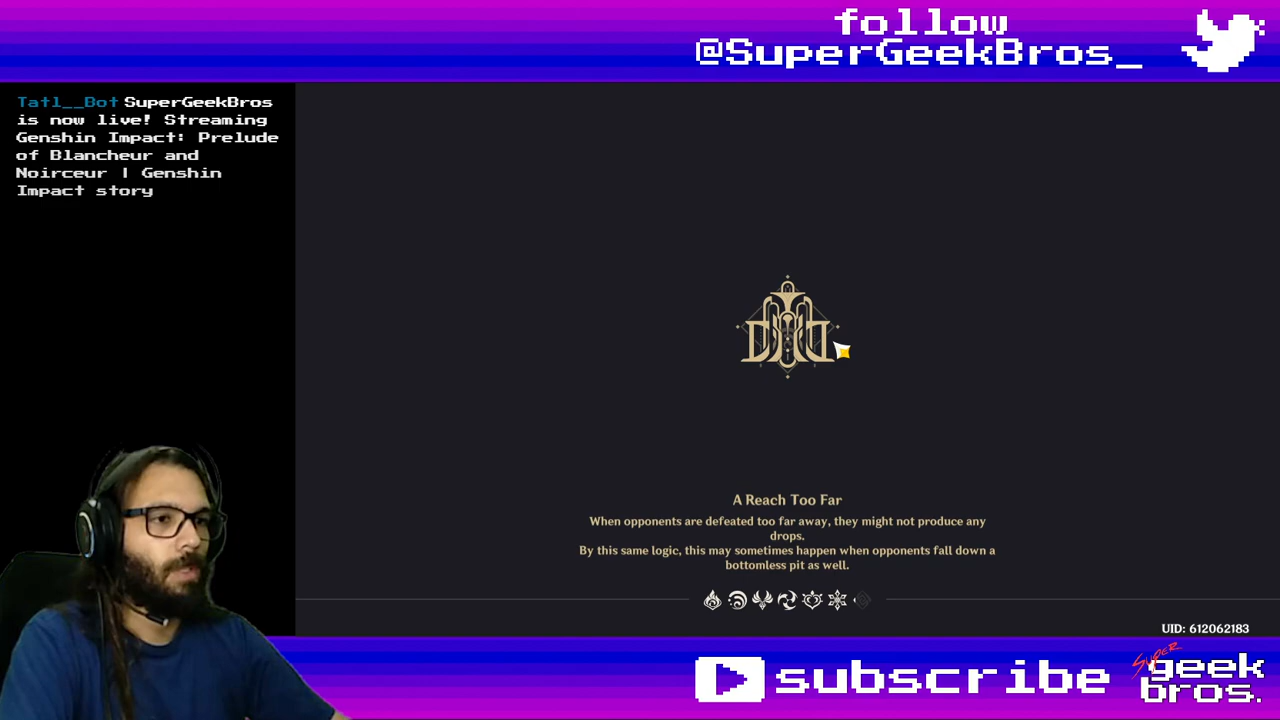 follow
@SuperGeekBros_
Tatl__Bot SuperGeekBros
is now live! Streaming
Genshin Impact: Prelude
of Blancheur and
Noirceur | Genshin
Impact story
A Reach Too Far
When opponents are defeated too far away, they might not produce any
drops.
By this same logic, this may sometimes happen when opponents fall down a
bottomless pit as well.
UID: 612062183
subscribe
SUPER
geek
bros.